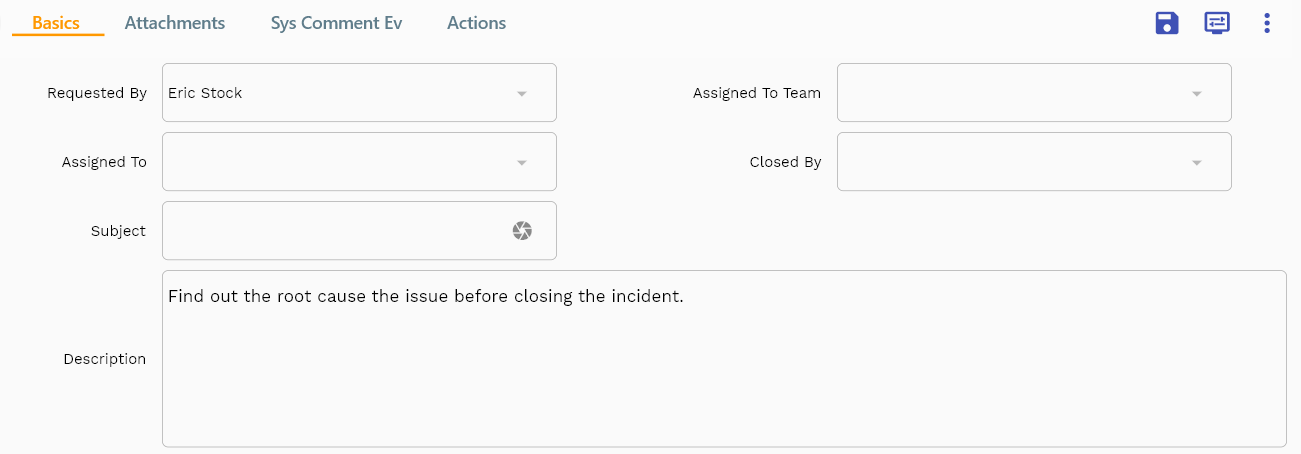 Basics Attachments Sys Comment Ev Actions
Requested By Eric Stock Assigned To Team
Assigned To Closed By
Subject
Find out the root cause the issue before closing the incident.
Description